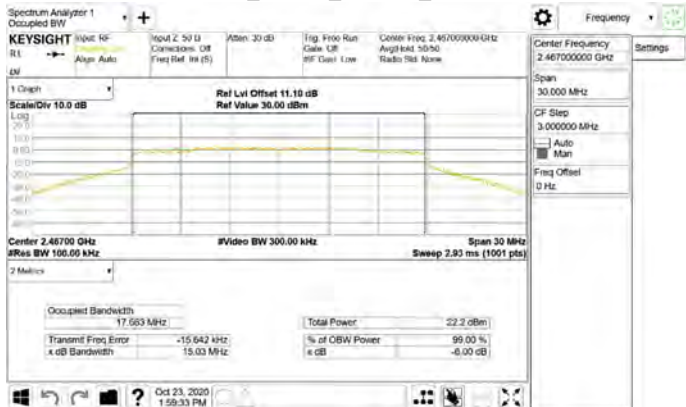 Spectrum Analyzer 1
Occupied BW
+
Frequency
KEYSIGHT
Input: RF
Input Z: 50 Ω
Atten: 30 dB
Trig: Free Run
Center Freq: 2.467000000 GHz
Corrections: Off
Gate: Off
Avg|Hold: 50/50
Align: Auto
Freq Ref: Int (S)
#IF Gain: Low
Radio Std: None
Center Frequency
2.467000000 GHz
Settings
Span
30.000 MHz
CF Step
3.000000 MHz
Auto
Man
Freq Offset
0 Hz
1 Graph
Ref Lvl Offset 11.10 dB
Scale/Div 10.0 dB
Ref Value 30.00 dBm
Log
Center 2.46700 GHz
#Video BW 300.00 kHz
Span 30 MHz
#Res BW 100.00 kHz
Sweep 2.93 ms (1001 pts)
2 Metrics
Occupied Bandwidth
17.663 MHz
Total Power
22.2 dBm
Transmit Freq Error
-15.642 kHz
% of OBW Power
99.00 %
x dB Bandwidth
15.03 MHz
x dB
-6.00 dB
?
Oct 23, 2020
1:59:33 PM